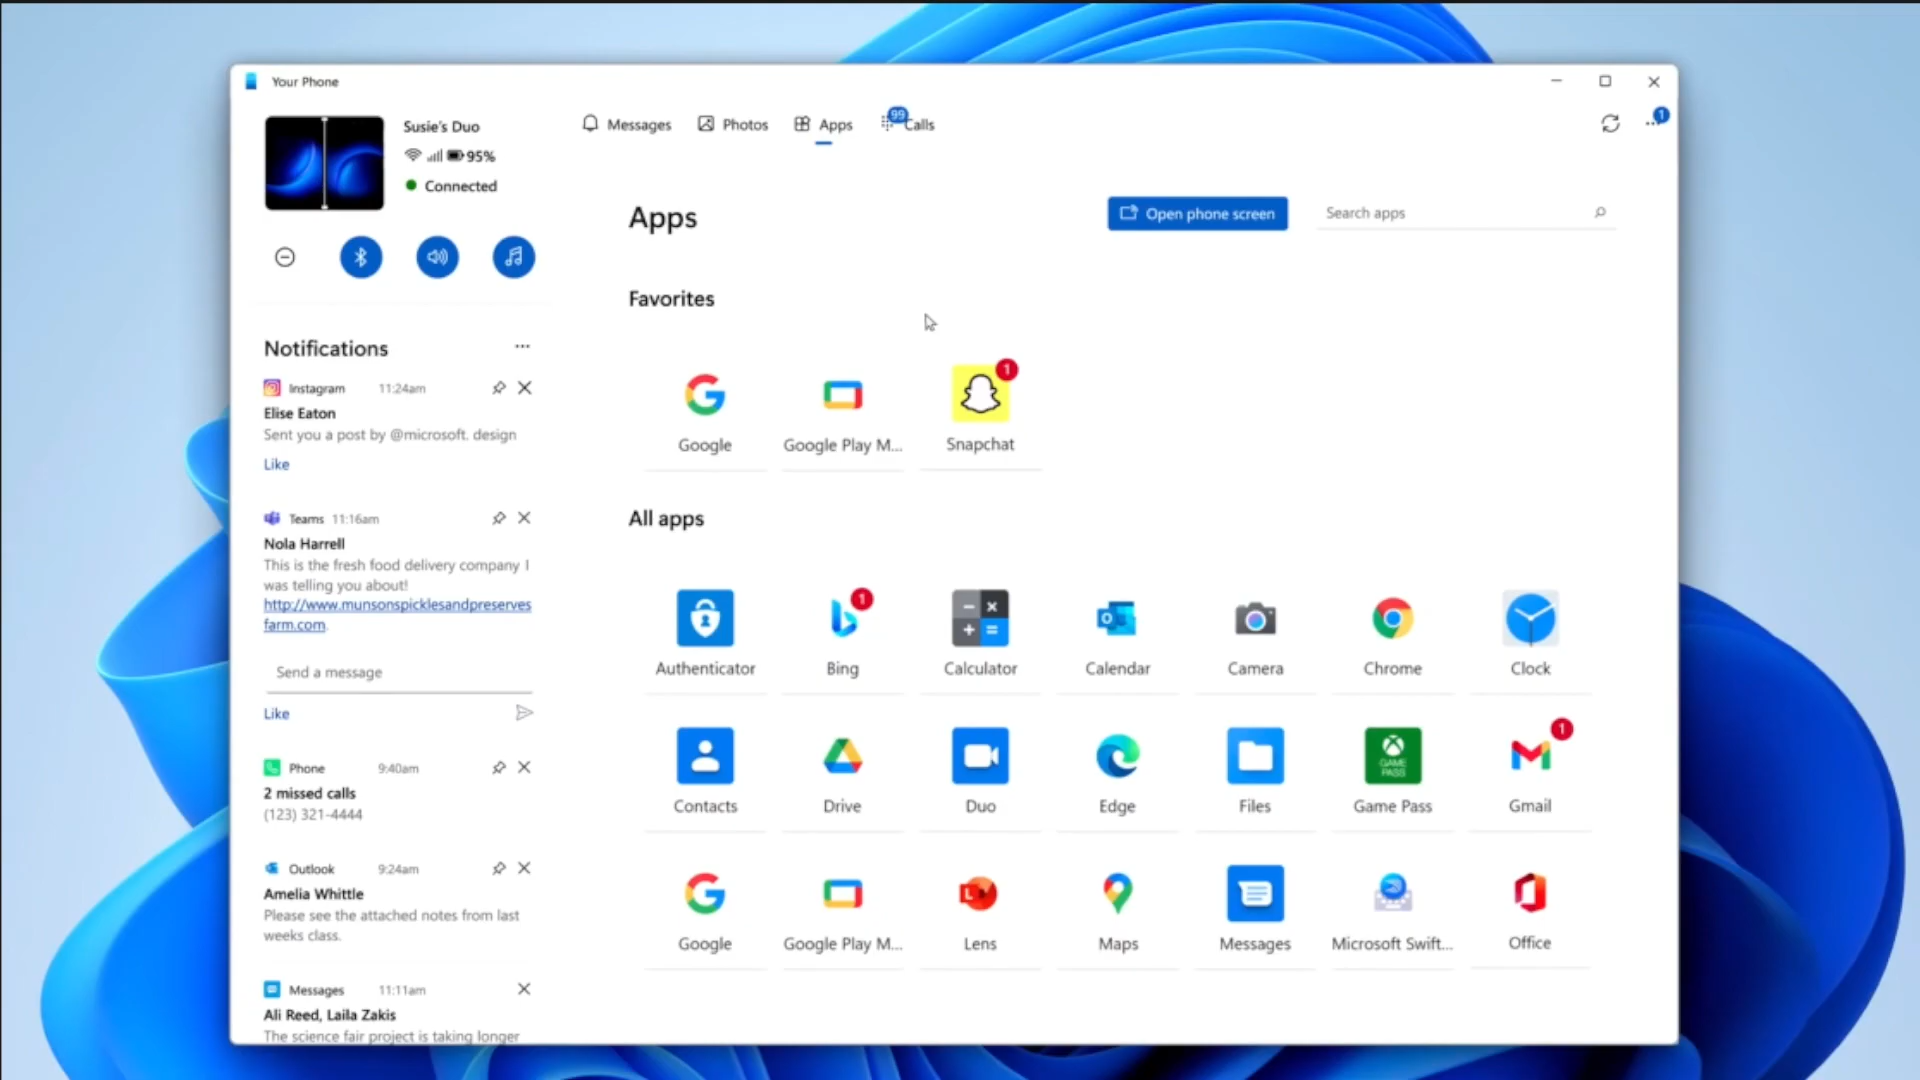 Your Phone
Susie's Duo
95%
Connected
Messages
Photos
Apps
99
Calls
1
Apps
Open phone screen
Search apps
Favorites
1
Google
Google Play M...
Snapchat
Notifications
Instagram 11:24am
Elise Eaton
Sent you a post by @microsoft. design
Like
Teams 11:16am
Nola Harrell
This is the fresh food delivery company I
was telling you about!
http://www.munsonspicklesandpreserves
farm.com.
Send a message
Like
Phone 9:40am
2 missed calls
(123) 321-4444
Outlook 9:24am
Amelia Whittle
Please see the attached notes from last
weeks class.
Messages 11:11am
Ali Reed, Laila Zakis
The science fair project is taking longer
All apps
1
Authenticator
Bing
Calculator
Calendar
Camera
Chrome
Clock
GAME
PASS
1
Contacts
Drive
Duo
Edge
Files
Game Pass
Gmail
Google
Google Play M...
Lens
Maps
Messages
Microsoft Swift...
Office